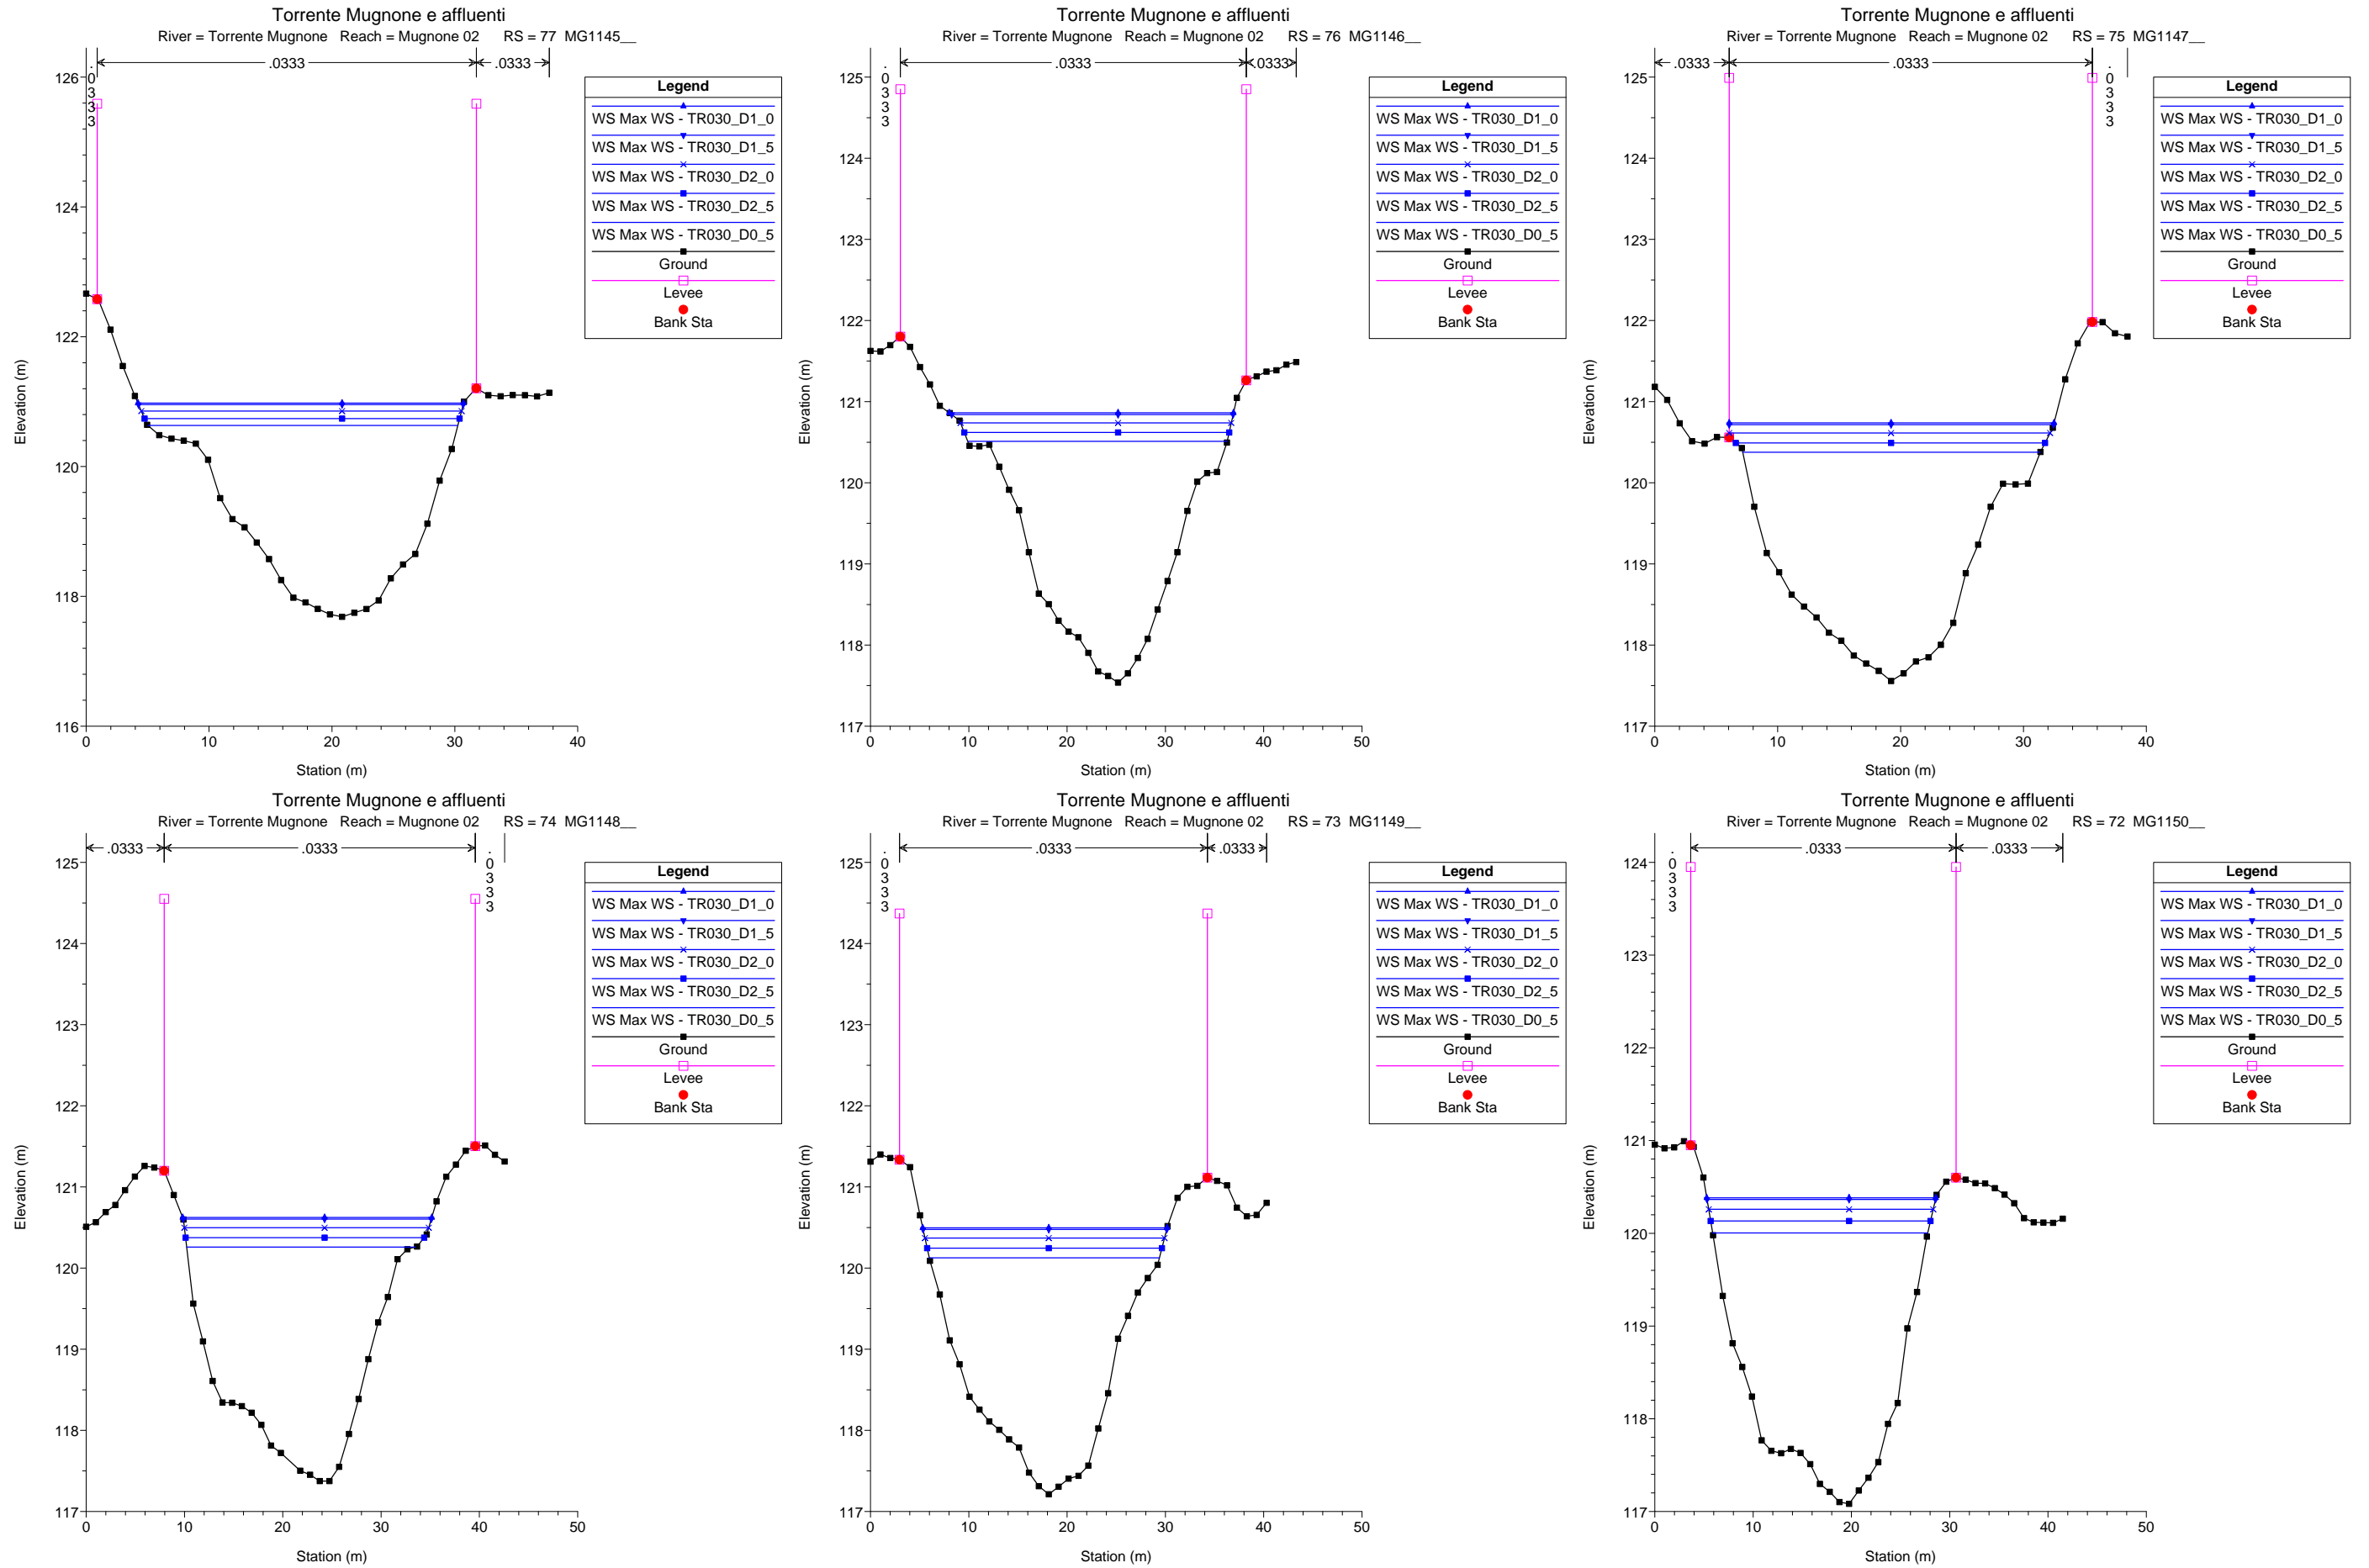 Torrente Mugnone e affluenti
River = Torrente Mugnone Reach = Mugnone 02 RS = 77 MG1145__
.0333
.0333
.0333
Legend
WS Max WS - TR030_D1_0
WS Max WS - TR030_D1_5
WS Max WS - TR030_D2_0
WS Max WS - TR030_D2_5
WS Max WS - TR030_D0_5
Ground
Levee
Bank Sta
126
124
122
120
118
116
Elevation (m)
0 10 20 30 40
Station (m)
Torrente Mugnone e affluenti
River = Torrente Mugnone Reach = Mugnone 02 RS = 76 MG1146__
.0333
.0333
.0333
Legend
WS Max WS - TR030_D1_0
WS Max WS - TR030_D1_5
WS Max WS - TR030_D2_0
WS Max WS - TR030_D2_5
WS Max WS - TR030_D0_5
Ground
Levee
Bank Sta
125
124
123
122
121
120
119
118
117
Elevation (m)
0 10 20 30 40 50
Station (m)
Torrente Mugnone e affluenti
River = Torrente Mugnone Reach = Mugnone 02 RS = 75 MG1147__
.0333
.0333
.0333
Legend
WS Max WS - TR030_D1_0
WS Max WS - TR030_D1_5
WS Max WS - TR030_D2_0
WS Max WS - TR030_D2_5
WS Max WS - TR030_D0_5
Ground
Levee
Bank Sta
125
124
123
122
121
120
119
118
117
Elevation (m)
0 10 20 30 40
Station (m)
Torrente Mugnone e affluenti
River = Torrente Mugnone Reach = Mugnone 02 RS = 74 MG1148__
.0333
.0333
.0333
Legend
WS Max WS - TR030_D1_0
WS Max WS - TR030_D1_5
WS Max WS - TR030_D2_0
WS Max WS - TR030_D2_5
WS Max WS - TR030_D0_5
Ground
Levee
Bank Sta
125
124
123
122
121
120
119
118
117
Elevation (m)
0 10 20 30 40 50
Station (m)
Torrente Mugnone e affluenti
River = Torrente Mugnone Reach = Mugnone 02 RS = 73 MG1149__
.0333
.0333
.0333
Legend
WS Max WS - TR030_D1_0
WS Max WS - TR030_D1_5
WS Max WS - TR030_D2_0
WS Max WS - TR030_D2_5
WS Max WS - TR030_D0_5
Ground
Levee
Bank Sta
125
124
123
122
121
120
119
118
117
Elevation (m)
0 10 20 30 40 50
Station (m)
Torrente Mugnone e affluenti
River = Torrente Mugnone Reach = Mugnone 02 RS = 72 MG1150__
.0333
.0333
.0333
Legend
WS Max WS - TR030_D1_0
WS Max WS - TR030_D1_5
WS Max WS - TR030_D2_0
WS Max WS - TR030_D2_5
WS Max WS - TR030_D0_5
Ground
Levee
Bank Sta
124
123
122
121
120
119
118
117
Elevation (m)
0 10 20 30 40 50
Station (m)